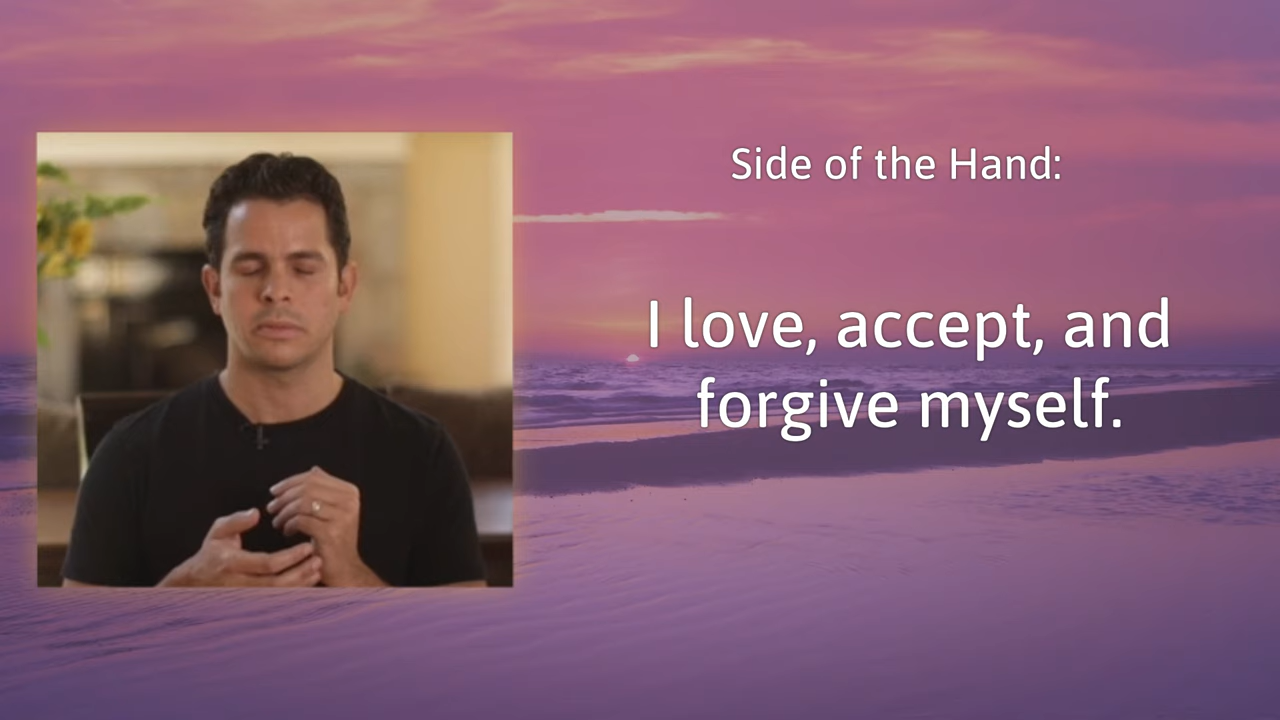 Side of the Hand:
I love, accept, and
forgive myself.